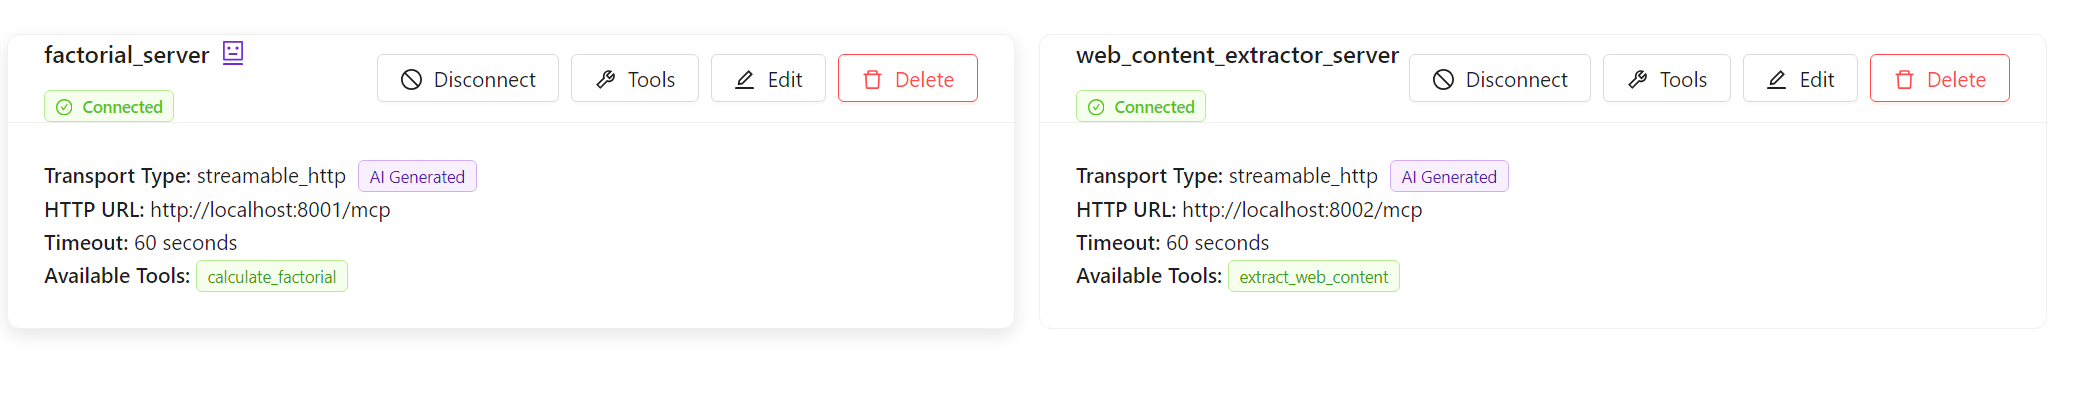 factorial_server
Disconnect
Tools
Edit
Delete
Connected
Transport Type: streamable_http AI Generated
HTTP URL: http://localhost:8001/mcp
Timeout: 60 seconds
Available Tools: calculate_factorial
web_content_extractor_server
Disconnect
Tools
Edit
Delete
Connected
Transport Type: streamable_http AI Generated
HTTP URL: http://localhost:8002/mcp
Timeout: 60 seconds
Available Tools: extract_web_content